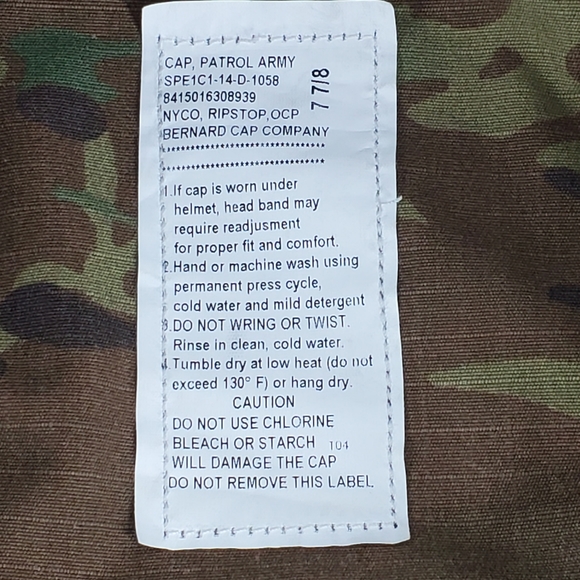 CAP, PATROL ARMY
SPE1C1-14-D-1058
8415016308939
NYCO, RIPSTOP,OCP
BERNARD CAP COMPANY
7 7/8
********************************
********************************
1.If cap is worn under
helmet, head band may
require readjusment
for proper fit and comfort.
2.Hand or machine wash using
permanent press cycle,
cold water and mild detergent
3.DO NOT WRING OR TWIST.
Rinse in clean, cold water.
4.Tumble dry at low heat (do not
exceed 130° F) or hang dry.
CAUTION
DO NOT USE CHLORINE
BLEACH OR STARCH 104
WILL DAMAGE THE CAP
DO NOT REMOVE THIS LABEL.